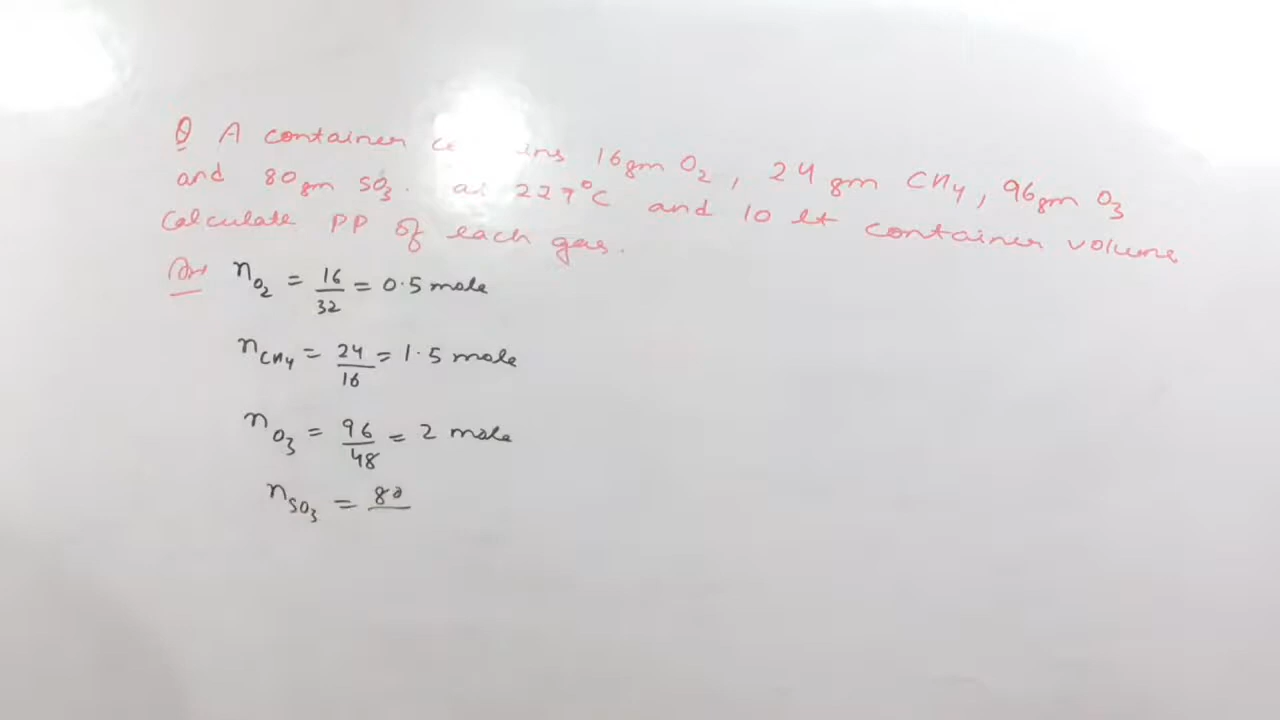 Q A container 16gm O₂, 24 gm CH₄, 96gm O₃
and 80gm SO₃. at 227°C and 10 lt container volume
Calculate PP of each gas.
Ans n_O₂ = 16/32 = 0.5 mole
n_CH₄ = 24/16 = 1.5 mole
n_O₃ = 96/48 = 2 mole
n_SO₃ = 80